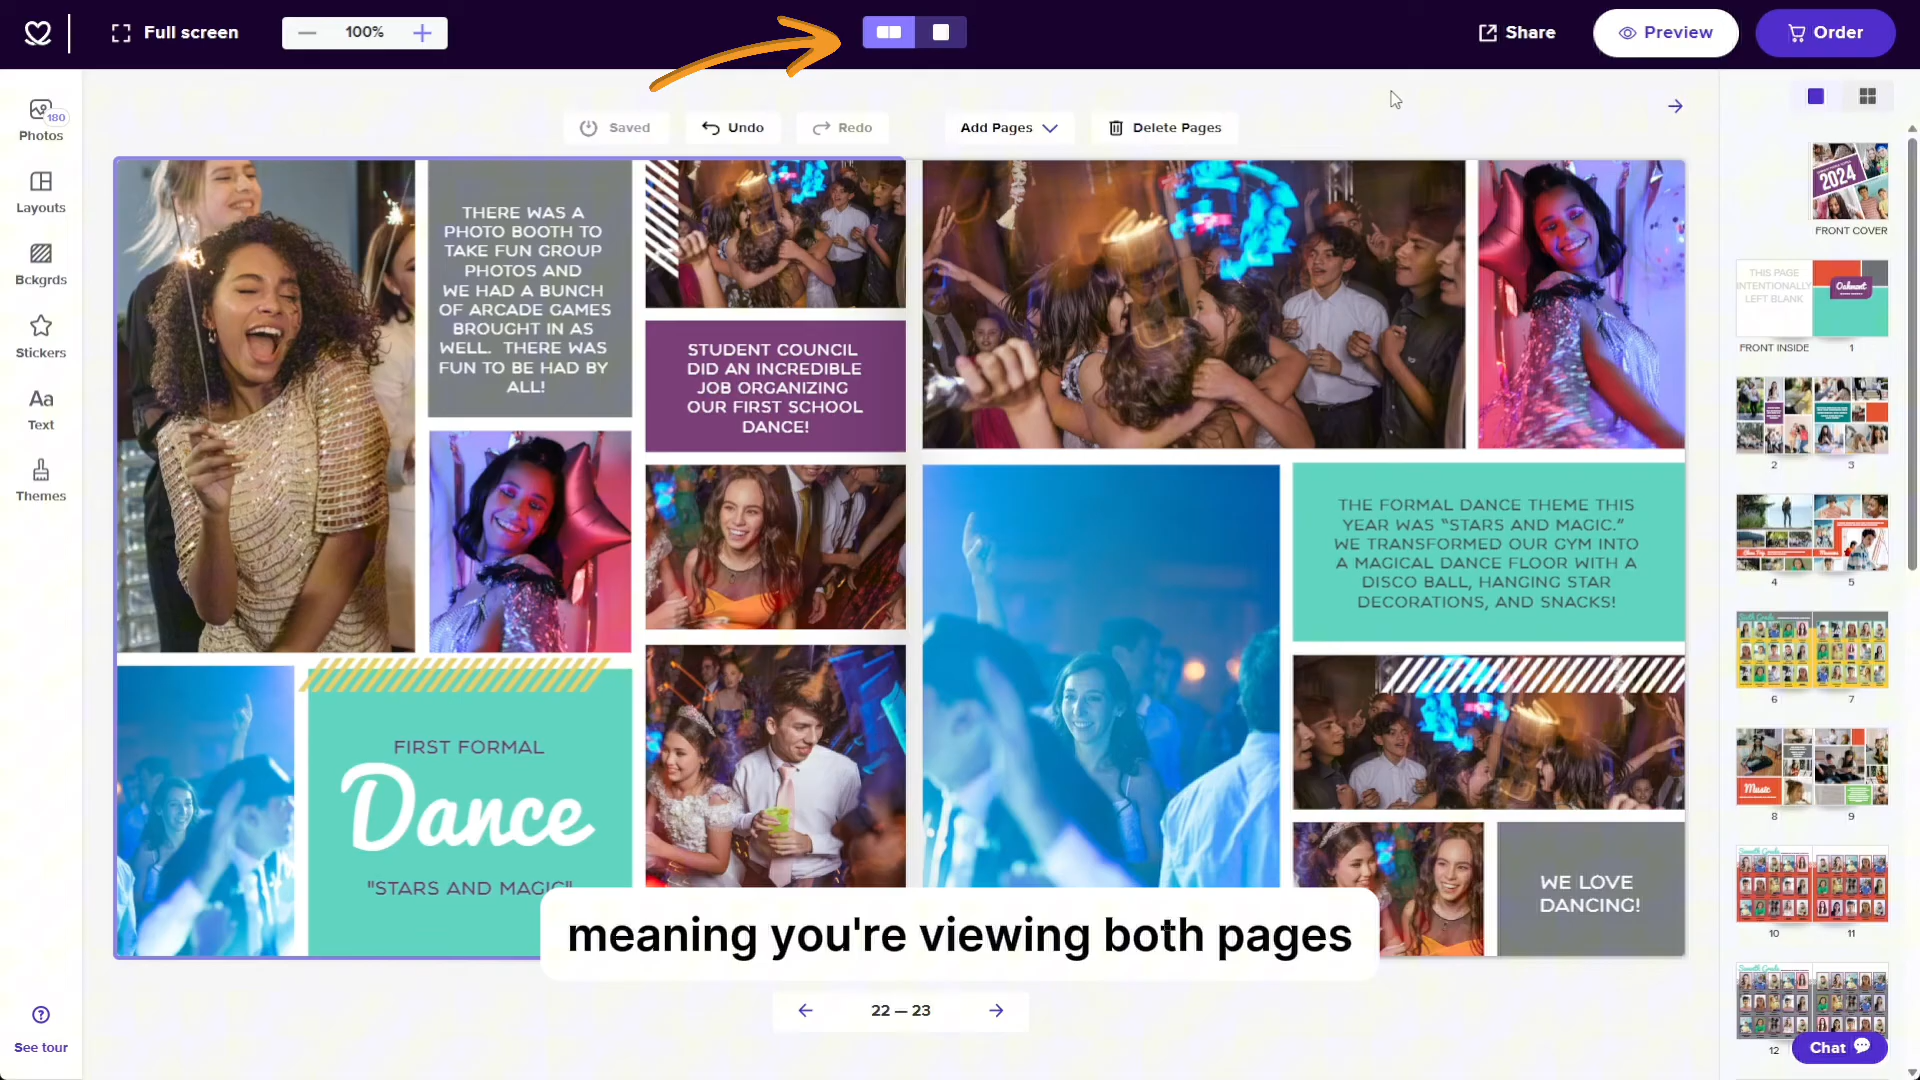 Full screen
100%
Share
Preview
Order
Photos
180
Layouts
Bckgrds
Stickers
Aa
Text
Themes
See tour
Saved
Undo
Redo
Add Pages
Delete Pages
THERE WAS A
PHOTO BOOTH TO
TAKE FUN GROUP
PHOTOS AND
WE HAD A BUNCH
OF ARCADE GAMES
BROUGHT IN AS
WELL. THERE WAS
FUN TO BE HAD BY
ALL!
STUDENT COUNCIL
DID AN INCREDIBLE
JOB ORGANIZING
OUR FIRST SCHOOL
DANCE!
FIRST FORMAL
Dance
"STARS AND MAGIC"
THE FORMAL DANCE THEME THIS
YEAR WAS “STARS AND MAGIC.”
WE TRANSFORMED OUR GYM INTO
A MAGICAL DANCE FLOOR WITH A
DISCO BALL, HANGING STAR
DECORATIONS, AND SNACKS!
WE LOVE
DANCING!
meaning you're viewing both pages
22 — 23
2024
FRONT COVER
THIS PAGE
INTENTIONALLY
LEFT BLANK
Oakmont
FRONT INSIDE
1
2
3
4
5
6
7
Music
8
9
Seventh Grade
10
11
Seventh Grade
12
Chat